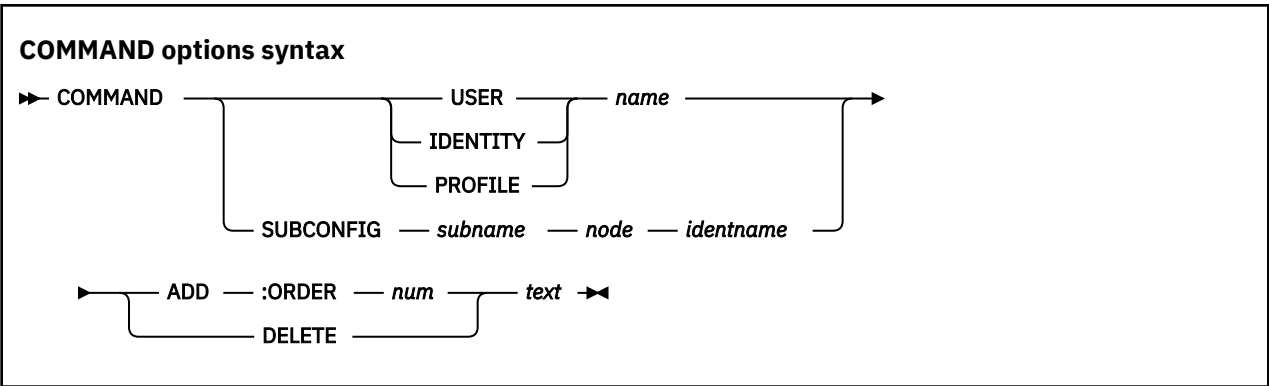 COMMAND options syntax
COMMAND USER name
IDENTITY
PROFILE
SUBCONFIG subname node identname
ADD :ORDER num text
DELETE